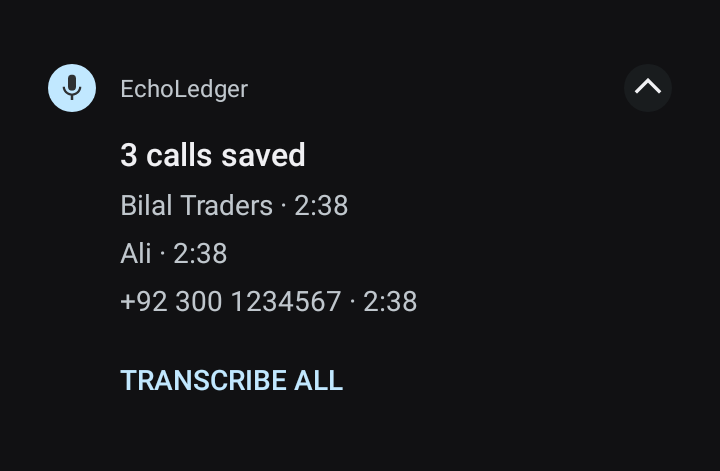 EchoLedger
3 calls saved
Bilal Traders · 2:38
Ali · 2:38
+92 300 1234567 · 2:38
TRANSCRIBE ALL